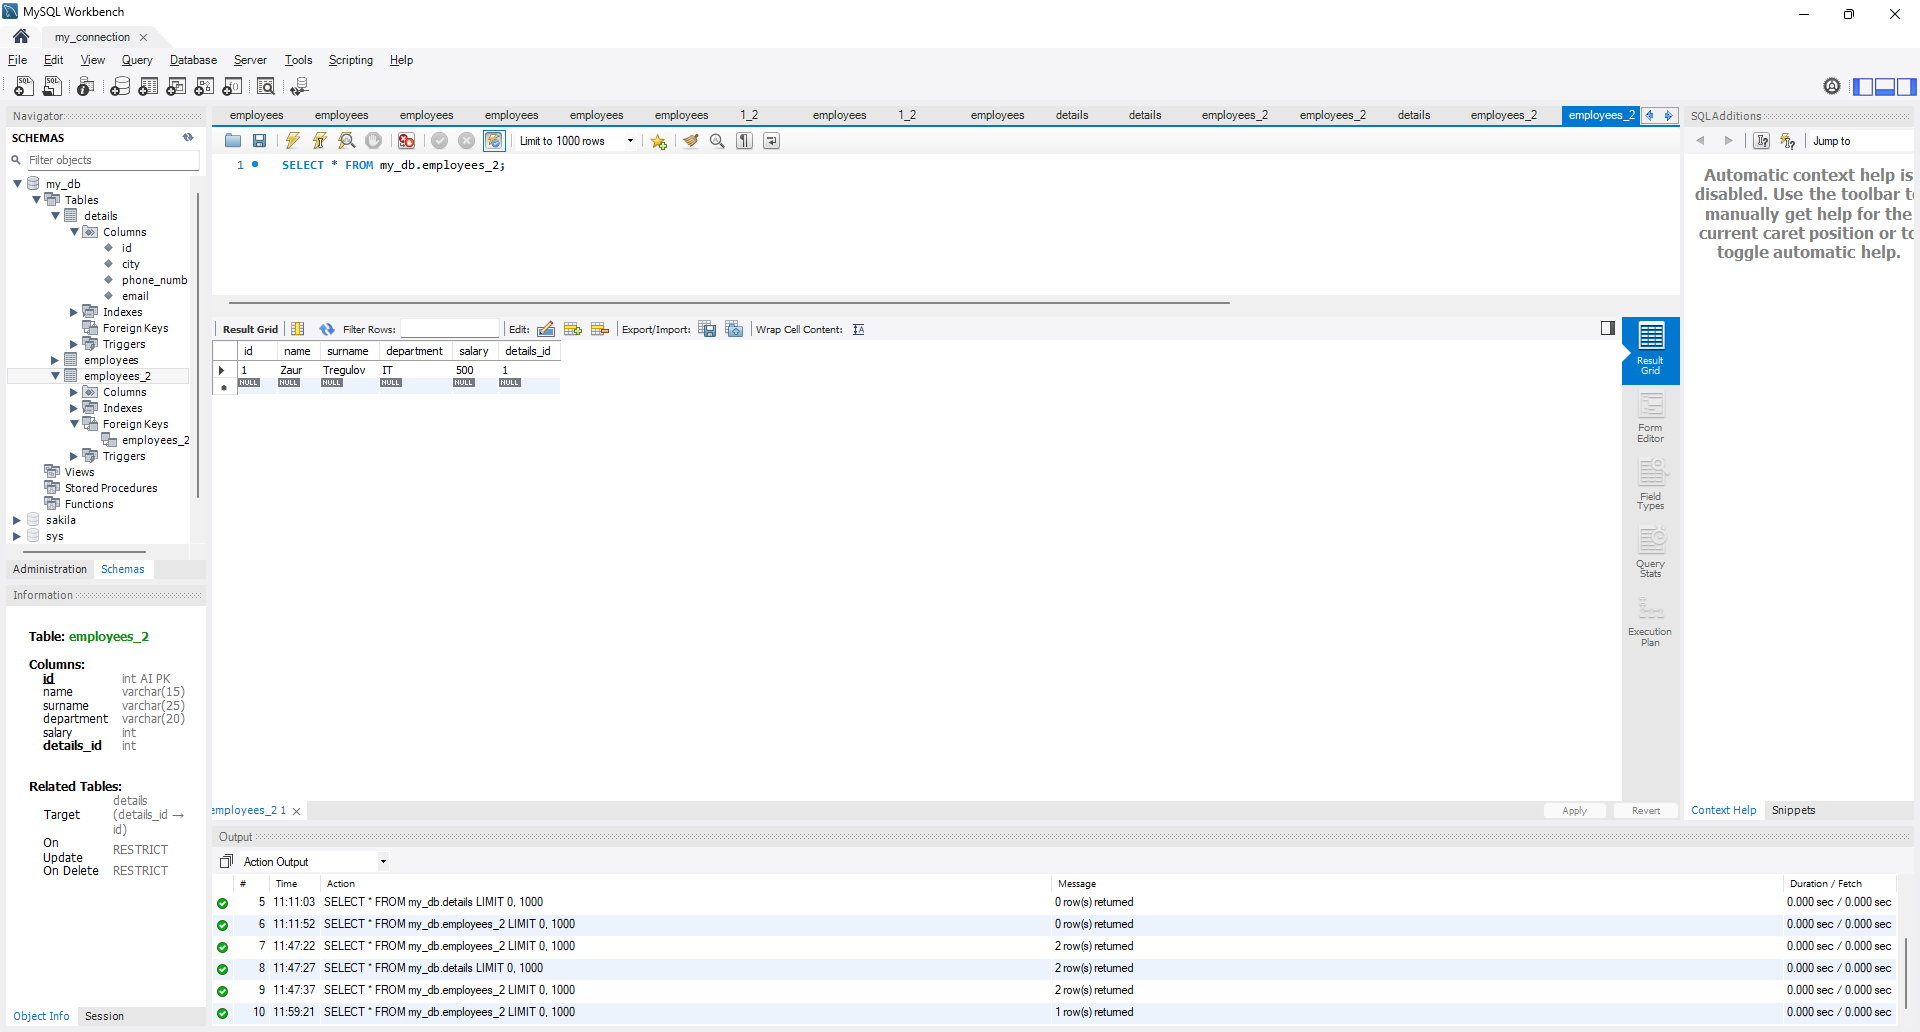 MySQL Workbench
my_connection
File Edit View Query Database Server Tools Scripting Help
Navigator
SCHEMAS
Filter objects
my_db
Tables
details
Columns
id
city
phone_numb
email
Indexes
Foreign Keys
Triggers
employees
employees_2
Columns
Indexes
Foreign Keys
employees_2
Triggers
Views
Stored Procedures
Functions
sakila
sys
Administration Schemas
Information
Table: employees_2
Columns:
id int AI PK
name varchar(15)
surname varchar(25)
department varchar(20)
salary int
details_id int
Related Tables:
Target details (details_id → id)
On Update RESTRICT
On Delete RESTRICT
Object Info Session
employees employees employees employees employees employees 1_2 employees 1_2 employees details details employees_2 employees_2 details employees_2 employees_2
Limit to 1000 rows
1 SELECT * FROM my_db.employees_2;
Result Grid Filter Rows: Edit: Export/Import: Wrap Cell Content:
id name surname department salary details_id
1 Zaur Tregulov IT 500 1
NULL NULL NULL NULL NULL NULL
Result Grid
Form Editor
Field Types
Query Stats
Execution Plan
employees_2 1
Apply Revert
SQLAdditions
Jump to
Automatic context help is
disabled. Use the toolbar t
manually get help for the
current caret position or to
toggle automatic help.
Context Help Snippets
Output
Action Output
# Time Action Message Duration / Fetch
5 11:11:03 SELECT * FROM my_db.details LIMIT 0, 1000 0 row(s) returned 0.000 sec / 0.000 sec
6 11:11:52 SELECT * FROM my_db.employees_2 LIMIT 0, 1000 0 row(s) returned 0.000 sec / 0.000 sec
7 11:47:22 SELECT * FROM my_db.employees_2 LIMIT 0, 1000 2 row(s) returned 0.000 sec / 0.000 sec
8 11:47:27 SELECT * FROM my_db.details LIMIT 0, 1000 2 row(s) returned 0.000 sec / 0.000 sec
9 11:47:37 SELECT * FROM my_db.employees_2 LIMIT 0, 1000 2 row(s) returned 0.000 sec / 0.000 sec
10 11:59:21 SELECT * FROM my_db.employees_2 LIMIT 0, 1000 1 row(s) returned 0.000 sec / 0.000 sec